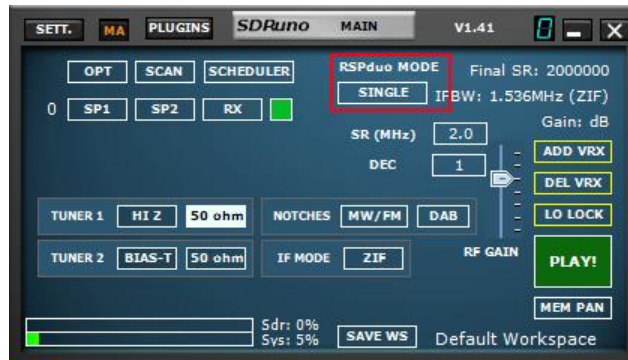 SETT. MA PLUGINS SDRuno MAIN V1.41 0
OPT SCAN SCHEDULER RSPduo MODE Final SR: 2000000
SINGLE IFBW: 1.536MHz (ZIF)
0 SP1 SP2 RX Gain: dB
SR (MHz) 2.0
ADD VRX
DEC 1
DEL VRX
TUNER 1 HI Z 50 ohm NOTCHES MW/FM DAB LO LOCK
TUNER 2 BIAS-T 50 ohm IF MODE ZIF RF GAIN PLAY!
MEM PAN
Sdr: 0%
Sys: 5% SAVE WS Default Workspace